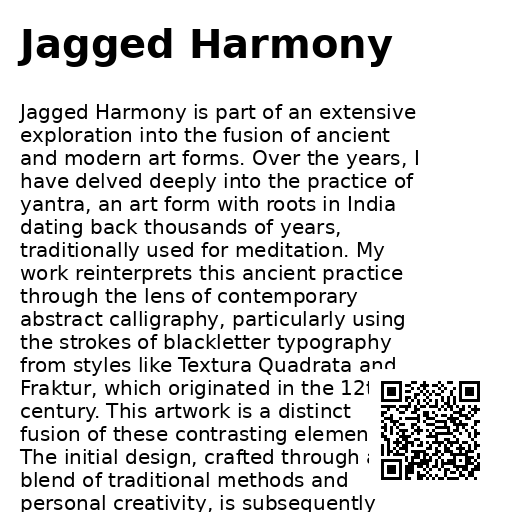 Jagged Harmony
Jagged Harmony is part of an extensive
exploration into the fusion of ancient
and modern art forms. Over the years, I
have delved deeply into the practice of
yantra, an art form with roots in India
dating back thousands of years,
traditionally used for meditation. My
work reinterprets this ancient practice
through the lens of contemporary
abstract calligraphy, particularly using
the strokes of blackletter typography
from styles like Textura Quadrata and
Fraktur, which originated in the 12t
century. This artwork is a distinct
fusion of these contrasting elemen
The initial design, crafted through
blend of traditional methods and
personal creativity, is subsequently